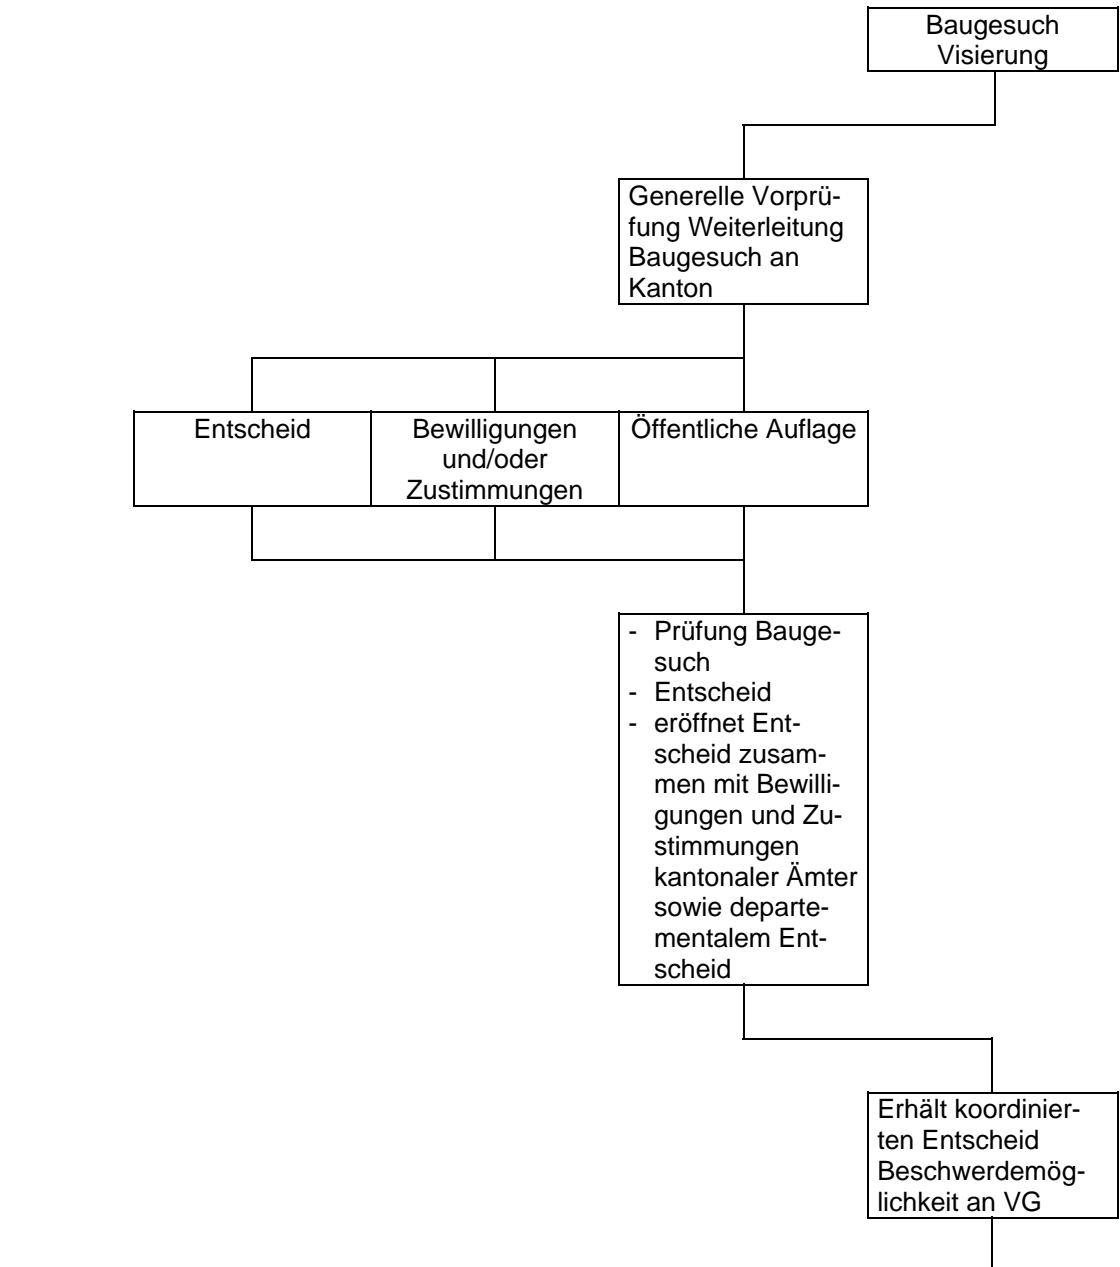 Baugesuch
Visierung
Generelle Vorprü-
fung Weiterleitung
Baugesuch an
Kanton
Entscheid
Bewilligungen
und/oder
Zustimmungen
Öffentliche Auflage
- Prüfung Bauge-
such
- Entscheid
- eröffnet Ent-
scheid zusam-
men mit Bewilli-
gungen und Zu-
stimmungen
kantonaler Ämter
sowie departe-
mentalem Ent-
scheid
Erhält koordinier-
ten Entscheid
Beschwerdemög-
lichkeit an VG